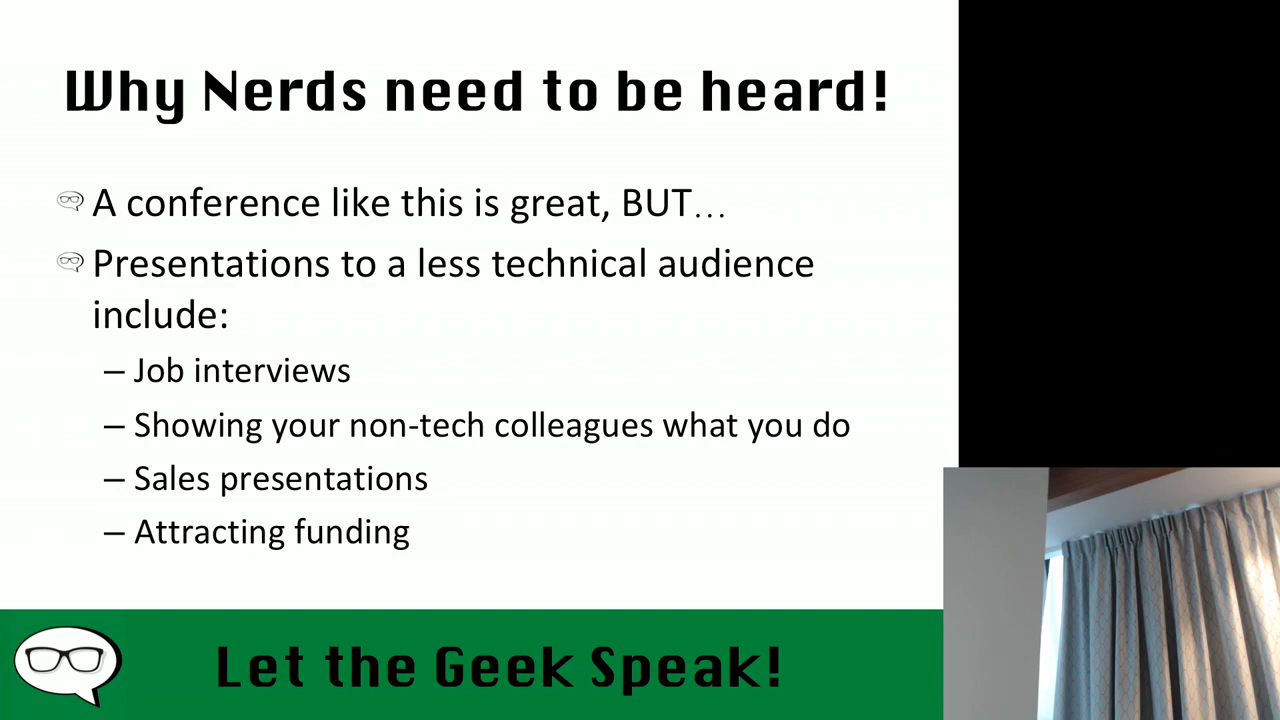 Why Nerds need to be heard!
A conference like this is great, BUT...
Presentations to a less technical audience
include:
– Job interviews
– Showing your non-tech colleagues what you do
– Sales presentations
– Attracting funding
Let the Geek Speak!